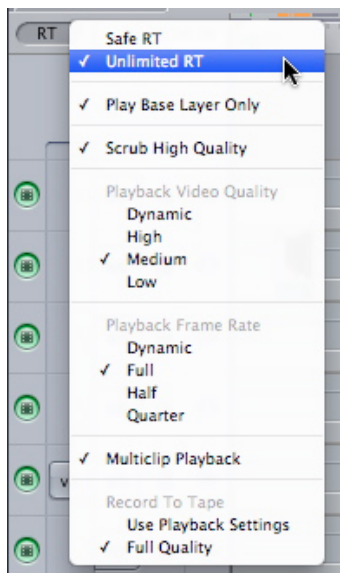 RT
Safe RT
✓ Unlimited RT
✓ Play Base Layer Only
✓ Scrub High Quality
Playback Video Quality
Dynamic
High
✓ Medium
Low
Playback Frame Rate
Dynamic
✓ Full
Half
Quarter
✓ Multiclip Playback
v
Record To Tape
Use Playback Settings
✓ Full Quality